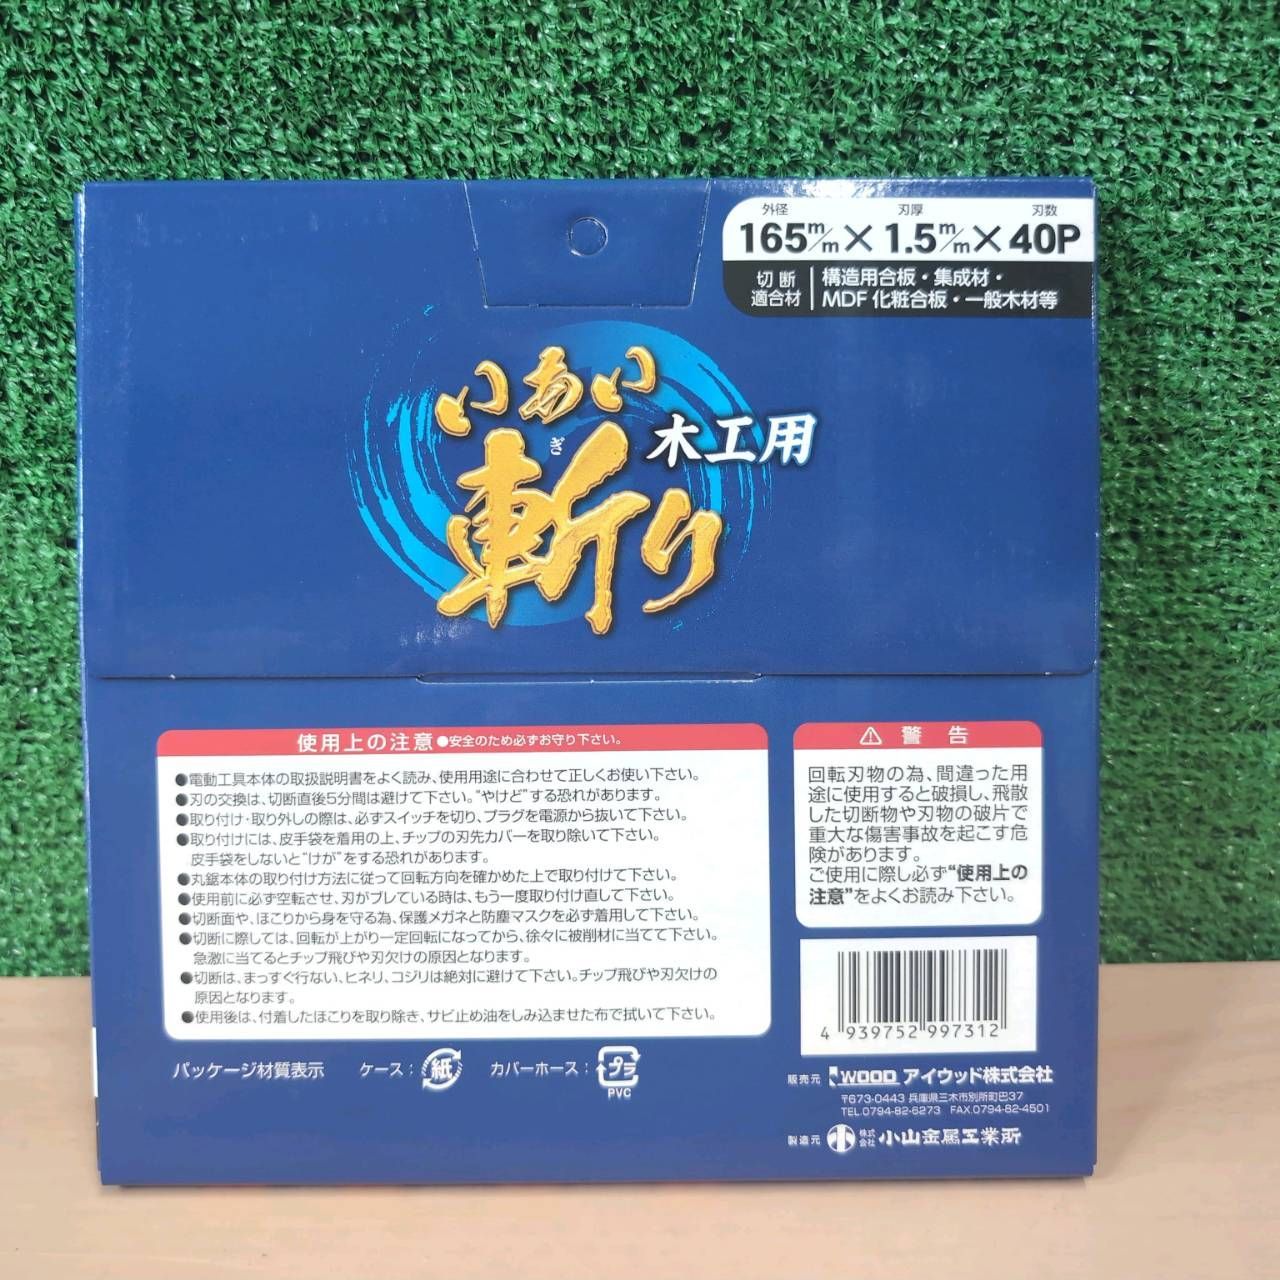 外径 刃厚 刃数
165m/m×1.5m/m×40P
切断適合材 構造用合板・集成材・
MDF 化粧合板・一般木材等
いあい
斬り
ぎ
木工用
使用上の注意●安全のため必ずお守り下さい。
●電動工具本体の取扱説明書をよく読み、使用用途に合わせて正しくお使い下さい。
●刃の交換は、切断直後5分間は避けて下さい。"やけど"する恐れがあります。
●取り付け・取り外しの際は、必ずスイッチを切り、プラグを電源から抜いて下さい。
●取り付けには、皮手袋を着用の上、チップの刃先カバーを取り除いて下さい。
皮手袋をしないと"けが"をする恐れがあります。
●丸鋸本体の取り付け方法に従って回転方向を確かめた上で取り付けて下さい。
●使用前に必ず空転させ、刃がブレている時は、もう一度取り付け直して下さい。
●切断面や、ほこりから身を守る為、保護メガネと防塵マスクを必ず着用して下さい。
●切断に際しては、回転が上がり一定回転になってから、徐々に被削材に当てて下さい。
急激に当てるとチップ飛びや刃欠けの原因となります。
●切断は、まっすぐ行ない、ヒネリ、コジリは絶対に避けて下さい。チップ飛びや刃欠けの
原因となります。
●使用後は、付着したほこりを取り除き、サビ止め油をしみ込ませた布で拭いて下さい。
⚠ 警告
回転刃物の為、間違った用
途に使用すると破損し、飛散
した切断物や刃物の破片で
重大な傷害事故を起こす危
険があります。
ご使用に際し必ず"使用上の
注意"をよくお読み下さい。
4 939752 997312
パッケージ材質表示 ケース: 紙 カバーホース: プラ
PVC
販売元 WOOD アイウッド株式会社
〒673-0443 兵庫県三木市別所町巴37
TEL.0794-82-6273 FAX.0794-82-4501
製造元 株式会社 小山金属工業所